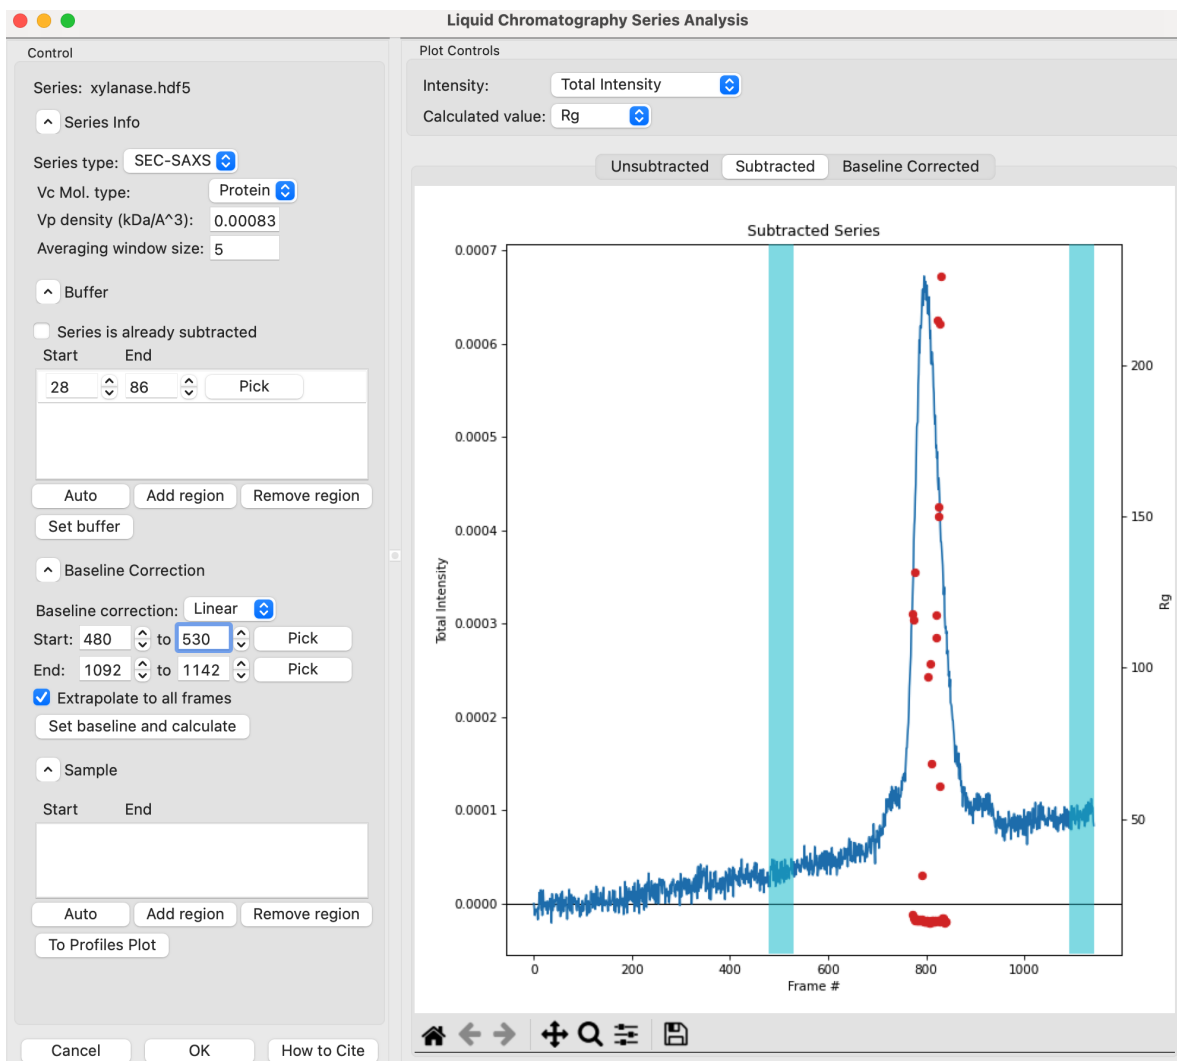 Liquid Chromatography Series Analysis
Control
Series: xylanase.hdf5
Series Info
Series type: SEC-SAXS
Vc Mol. type: Protein
Vp density (kDa/A^3): 0.00083
Averaging window size: 5
Buffer
Series is already subtracted
Start End
28 86 Pick
Auto Add region Remove region
Set buffer
Baseline Correction
Baseline correction: Linear
Start: 480 to 530 Pick
End: 1092 to 1142 Pick
Extrapolate to all frames
Set baseline and calculate
Sample
Start End
Auto Add region Remove region
To Profiles Plot
Cancel OK How to Cite
Plot Controls
Intensity: Total Intensity
Calculated value: Rg
Unsubtracted Subtracted Baseline Corrected
Subtracted Series
0.0007
0.0006
0.0005
0.0004
0.0003
0.0002
0.0001
0.0000
Total Intensity
200
150
100
50
Rg
0 200 400 600 800 1000
Frame #